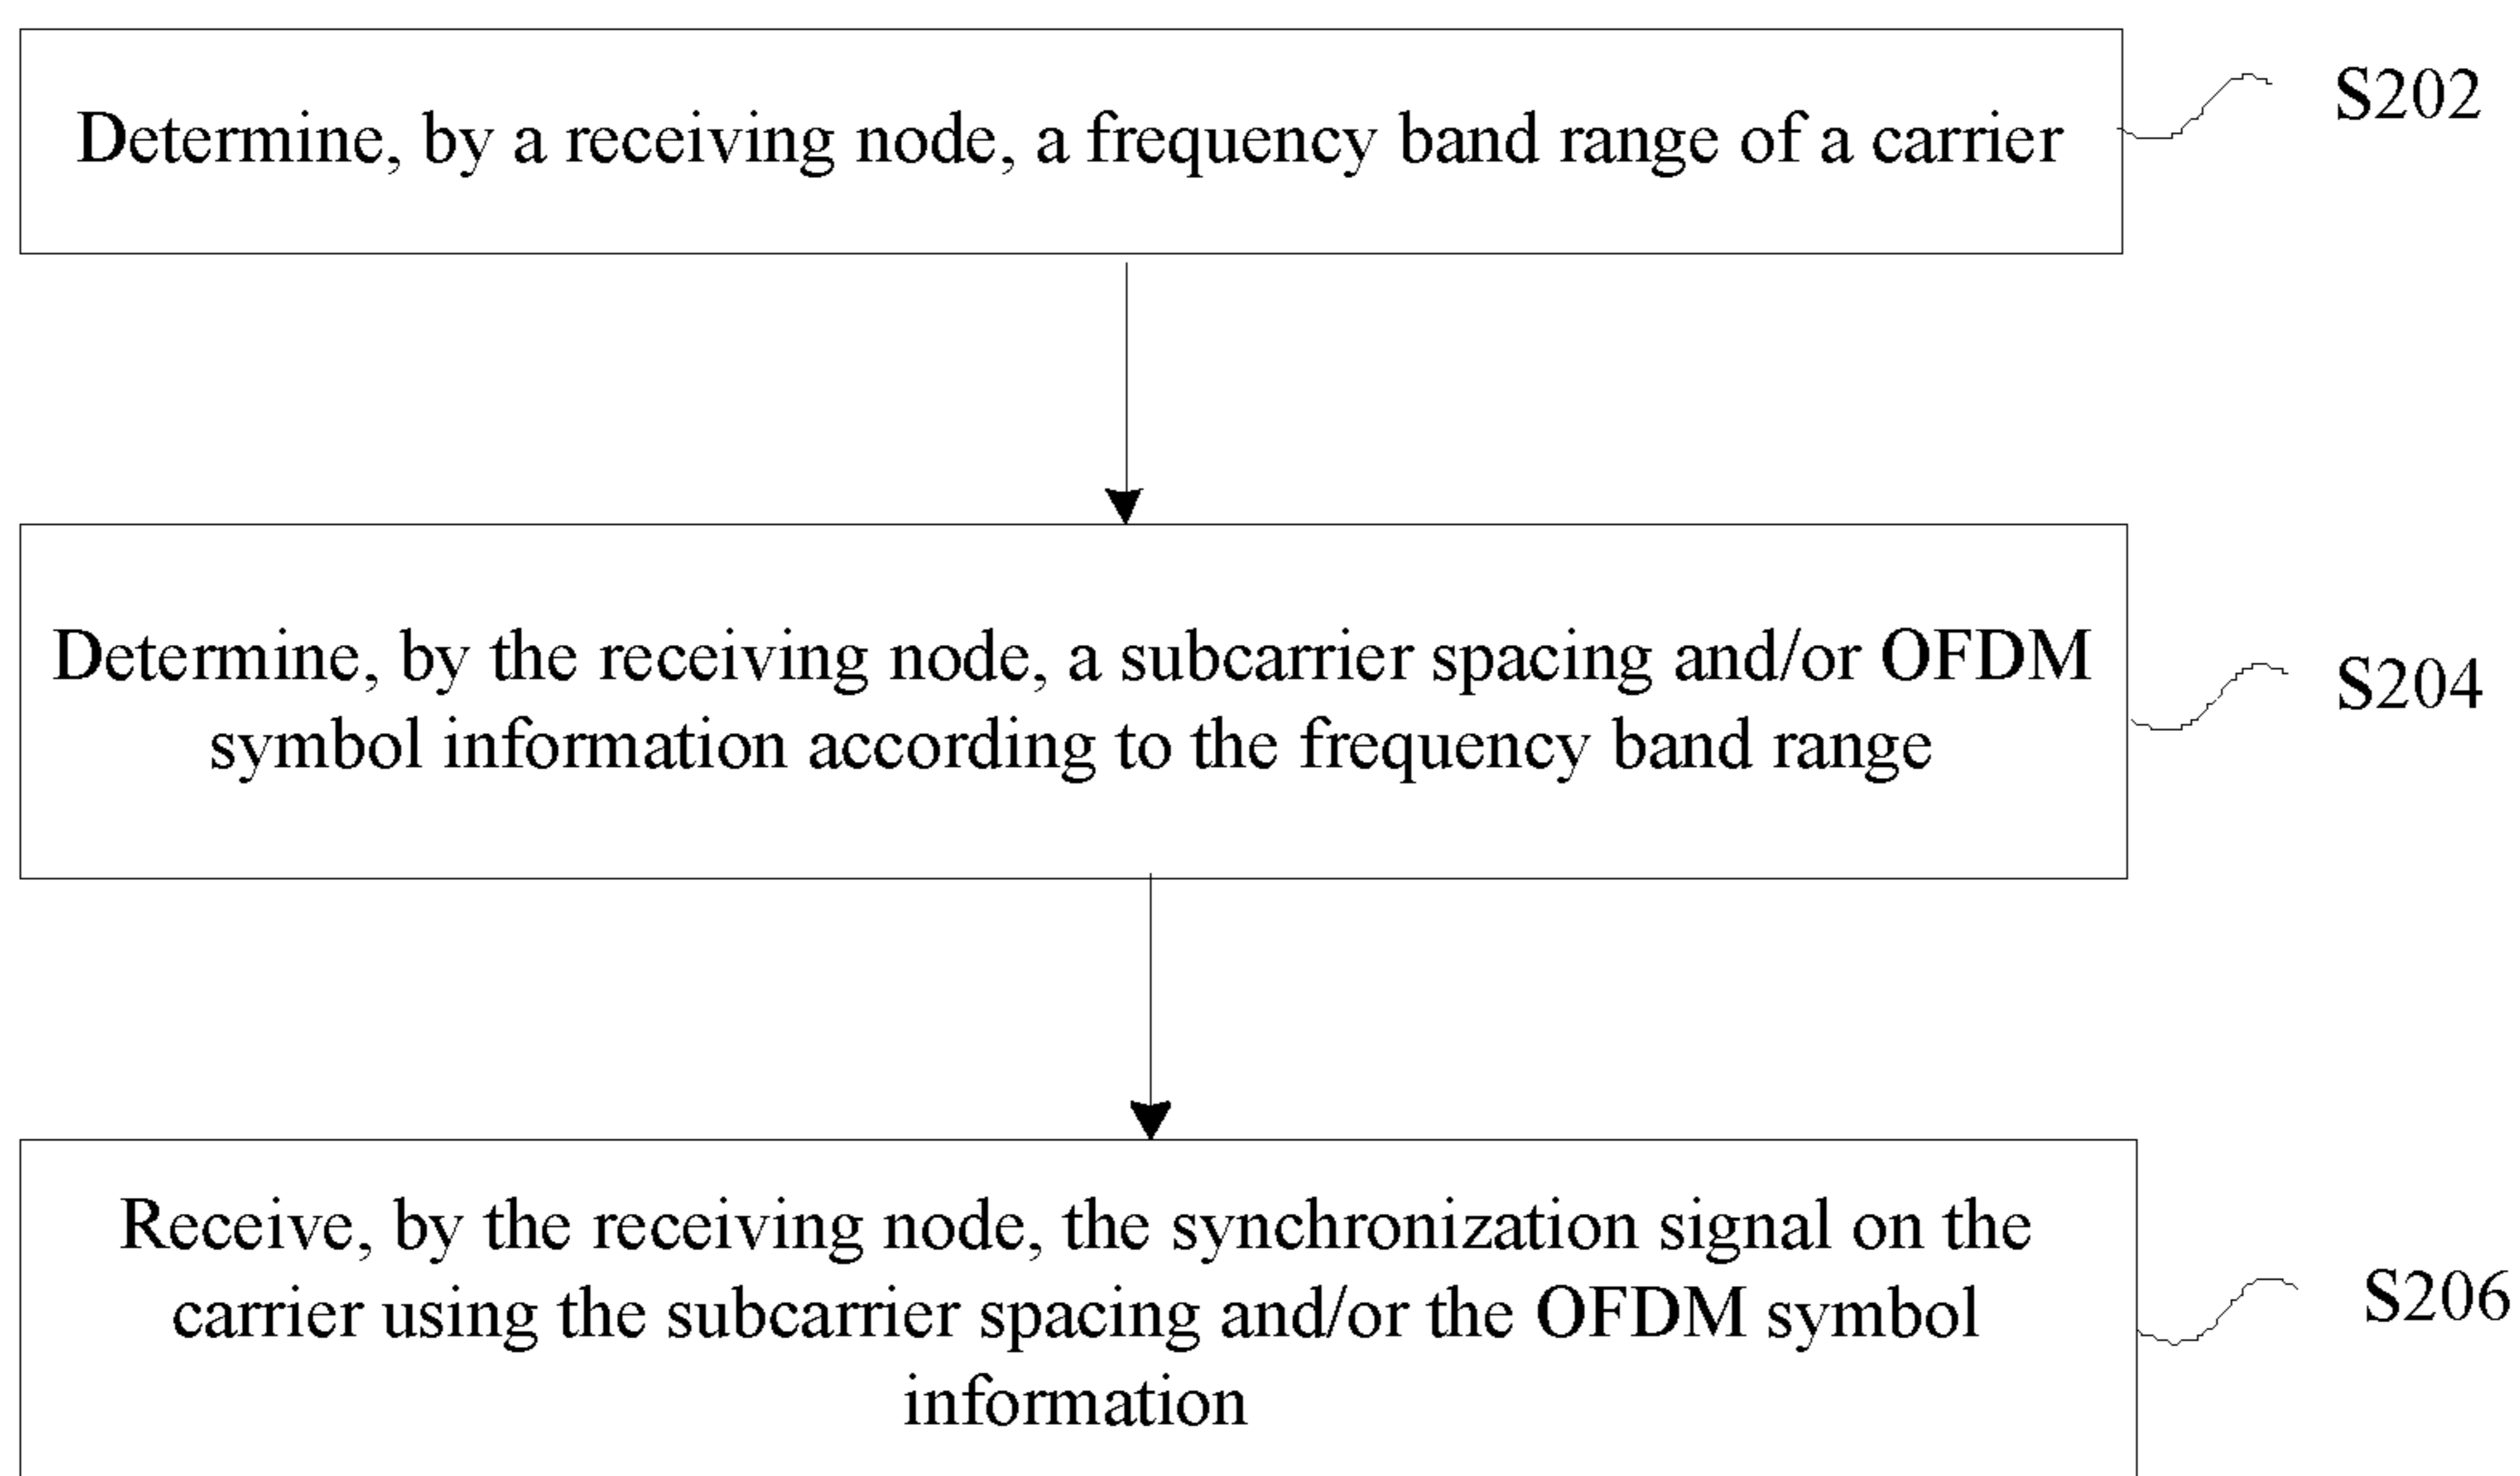 Determine, by a receiving node, a frequency band range of a carrier
S202
Determine, by the receiving node, a subcarrier spacing and/or OFDM
symbol information according to the frequency band range
S204
Receive, by the receiving node, the synchronization signal on the
carrier using the subcarrier spacing and/or the OFDM symbol
information
S206